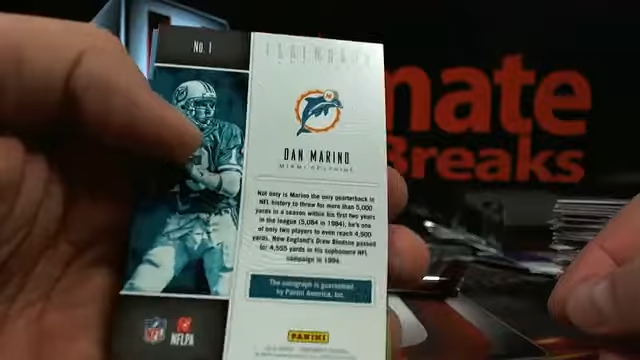 No. 1
mate
Breaks
DAN MARINO
MIAMI DOLPHINS
Not only is Marino the only quarterback in
NFL history to throw for more than 5,000
yards in a season within his first two years
in the league (5,084 in 1984), he's one
of only two players to even reach 4,500
yards. New England's Drew Bledsoe passed
for 4,555 yards in his sophomore NFL
campaign in 1994.
The autograph is guaranteed
by Panini America, Inc.
NFL
NFLPA
PANINI